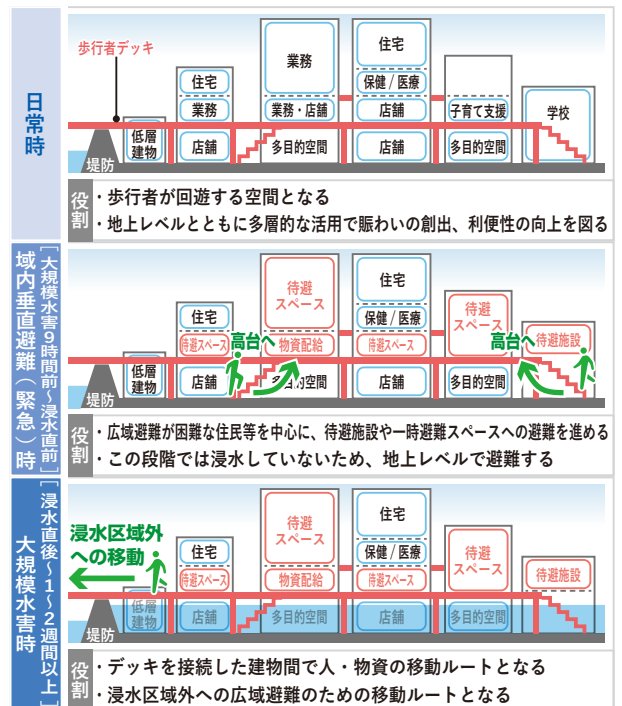 日常時
歩行者デッキ
堤防
低層
建物
住宅
業務
店舗
業務
業務・店舗
多目的空間
住宅
保健/医療
店舗
店舗
子育て支援
多目的空間
学校
役割
・歩行者が回遊する空間となる
・地上レベルとともに多層的な活用で賑わいの創出、利便性の向上を図る
[大規模水害9時間前~浸水直前]
域内垂直避難(緊急)時
堤防
低層
建物
住宅
待避スペース
店舗
高台へ
待避
スペース
物資配給
多目的空間
住宅
保健/医療
待避スペース
店舗
待避
スペース
多目的空間
高台へ
待避施設
役割
・広域避難が困難な住民等を中心に、待避施設や一時避難スペースへの避難を進める
・この段階では浸水していないため、地上レベルで避難する
[浸水直後~1~2週間以上]
大規模水害時
浸水区域外
への移動
堤防
低層
建物
住宅
待避スペース
店舗
待避
スペース
物資配給
多目的空間
住宅
保健/医療
待避スペース
店舗
待避
スペース
多目的空間
待避施設
役割
・デッキを接続した建物間で人・物資の移動ルートとなる
・浸水区域外への広域避難のための移動ルートとなる